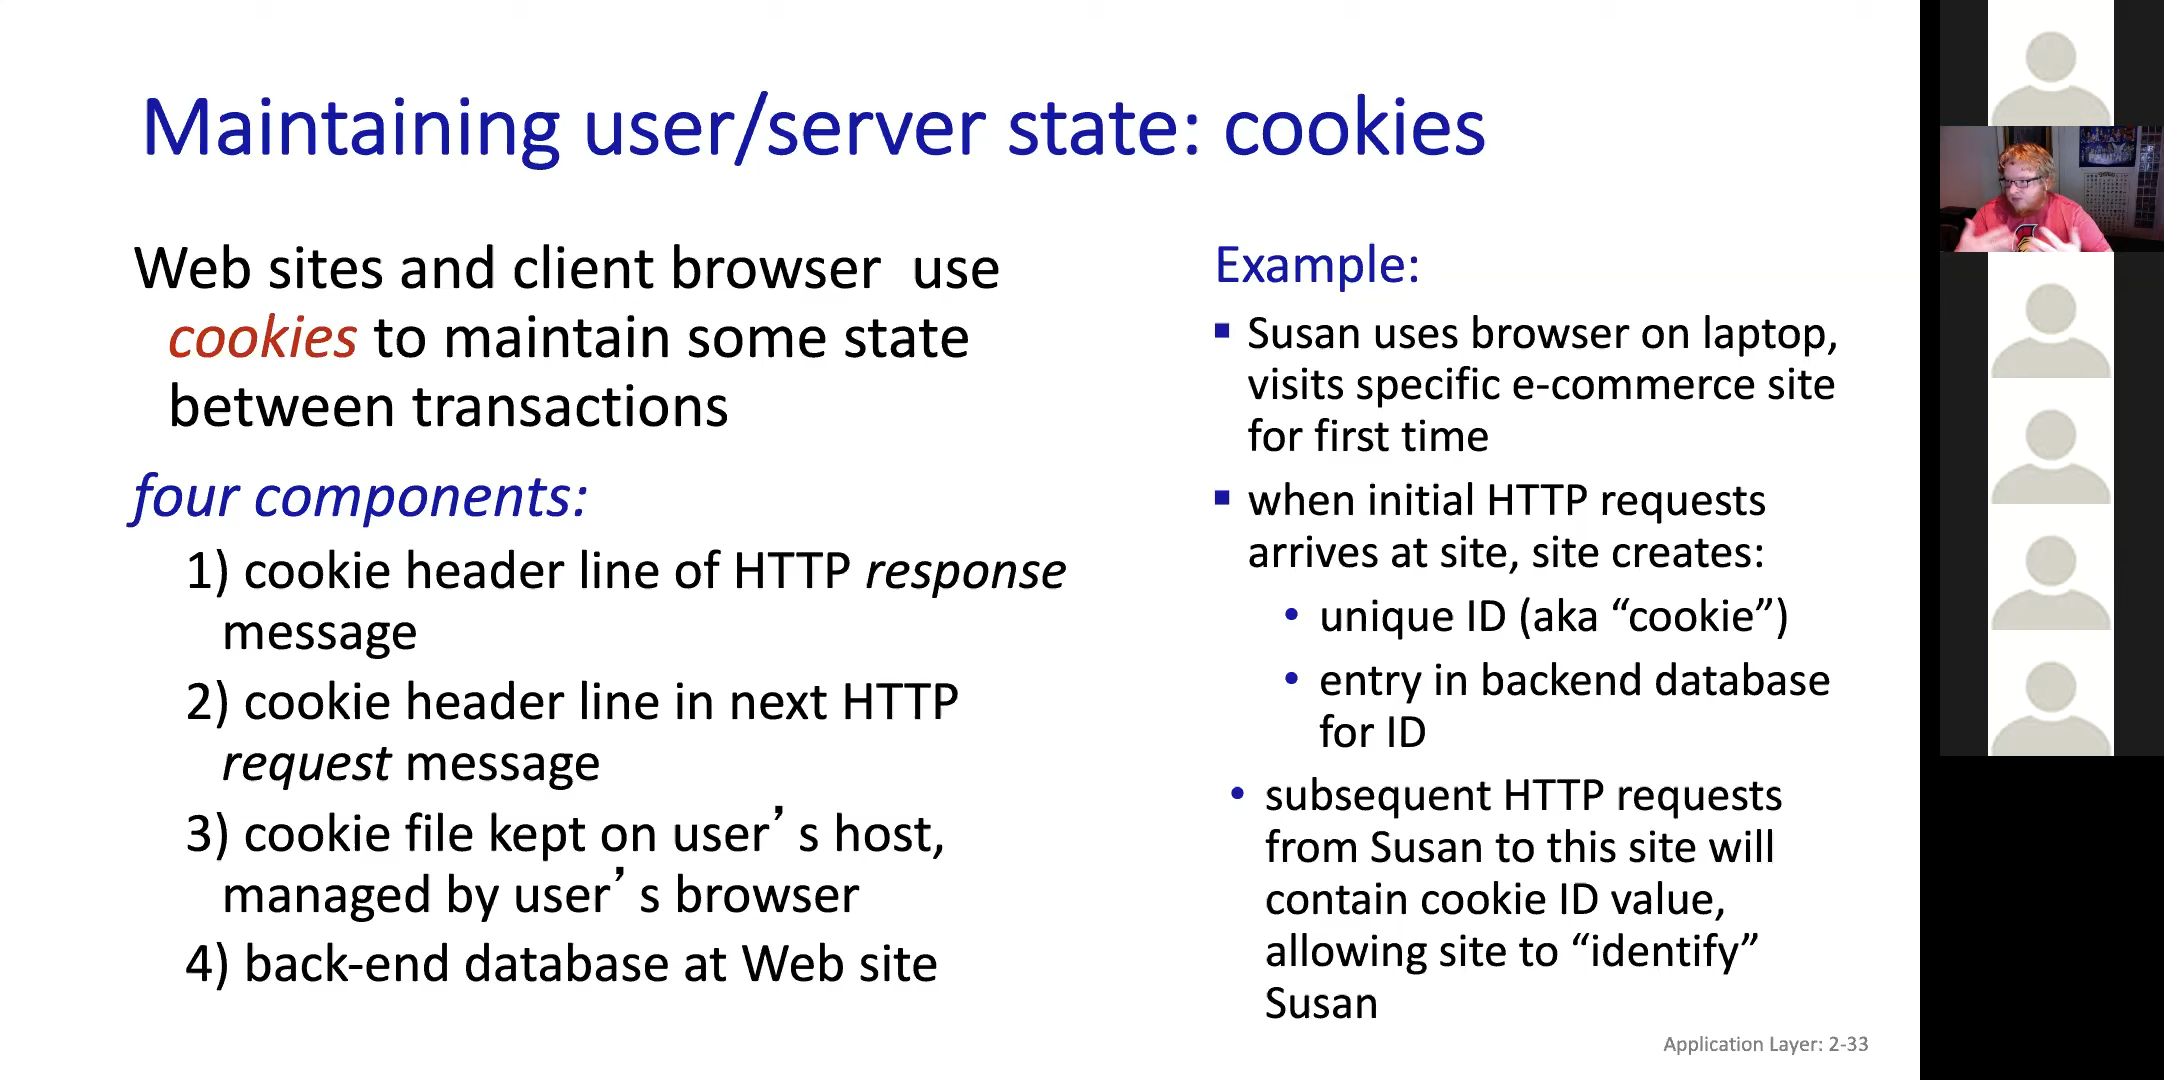 Maintaining user/server state: cookies
Web sites and client browser  use
cookies to maintain some state
between transactions
four components:
1) cookie header line of HTTP response
message
2) cookie header line in next HTTP
request message
3) cookie file kept on user’s host,
managed by user’s browser
4) back-end database at Web site
Example:
▪ Susan uses browser on laptop,
visits specific e-commerce site
for first time
▪ when initial HTTP requests
arrives at site, site creates:
• unique ID (aka “cookie”)
• entry in backend database
for ID
• subsequent HTTP requests
from Susan to this site will
contain cookie ID value,
allowing site to “identify”
Susan
Application Layer: 2-33